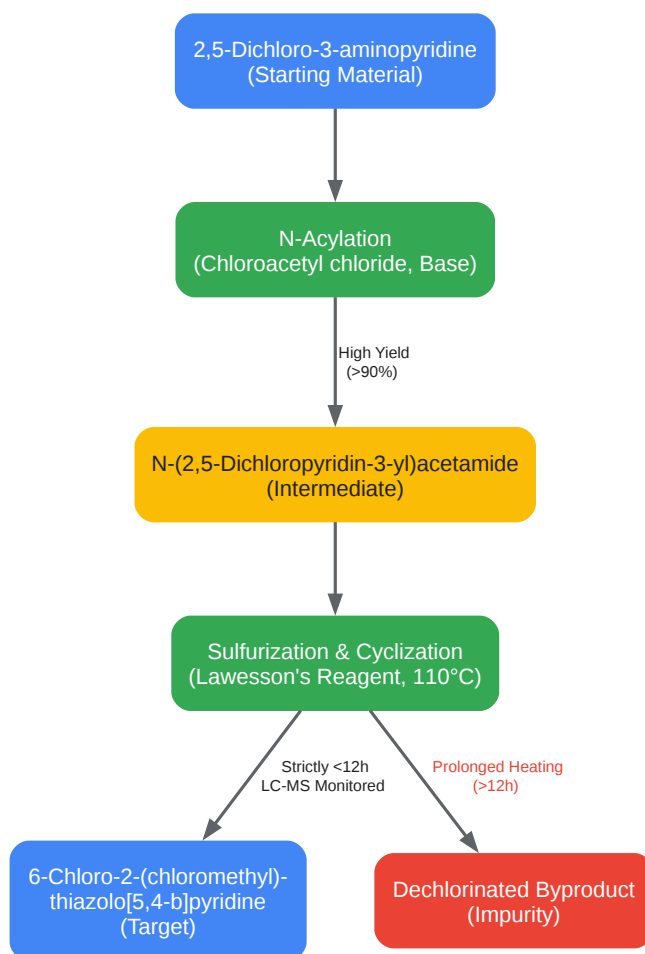 2,5-Dichloro-3-aminopyridine
(Starting Material)
N-Acylation
(Chloroacetyl chloride, Base)
High Yield
(>90%)
N-(2,5-Dichloropyridin-3-yl)acetamide
(Intermediate)
Sulfurization & Cyclization
(Lawesson's Reagent, 110°C)
Strictly <12h
LC-MS Monitored
Prolonged Heating
(>12h)
6-Chloro-2-(chloromethyl)-
thiazolo[5,4-b]pyridine
(Target)
Dechlorinated Byproduct
(Impurity)